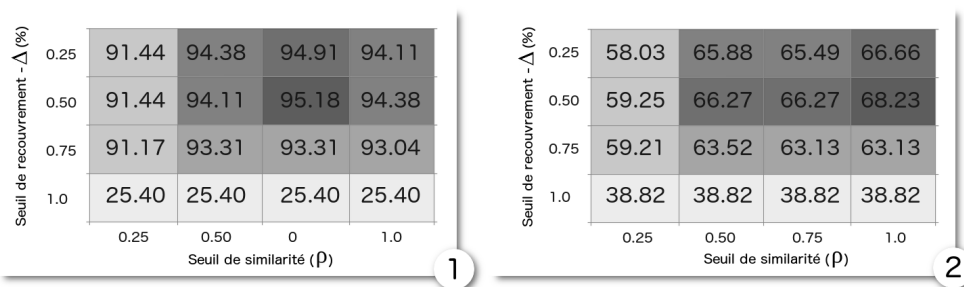 Seuil de recouvrement - Δ (%)
0.25 91.44 94.38 94.91 94.11
0.50 91.44 94.11 95.18 94.38
0.75 91.17 93.31 93.31 93.04
1.0 25.40 25.40 25.40 25.40
0.25 0.50 0 1.0
Seuil de similarité (ρ)
1
Seuil de recouvrement - Δ (%)
0.25 58.03 65.88 65.49 66.66
0.50 59.25 66.27 66.27 68.23
0.75 59.21 63.52 63.13 63.13
1.0 38.82 38.82 38.82 38.82
0.25 0.50 0.75 1.0
Seuil de similarité (ρ)
2